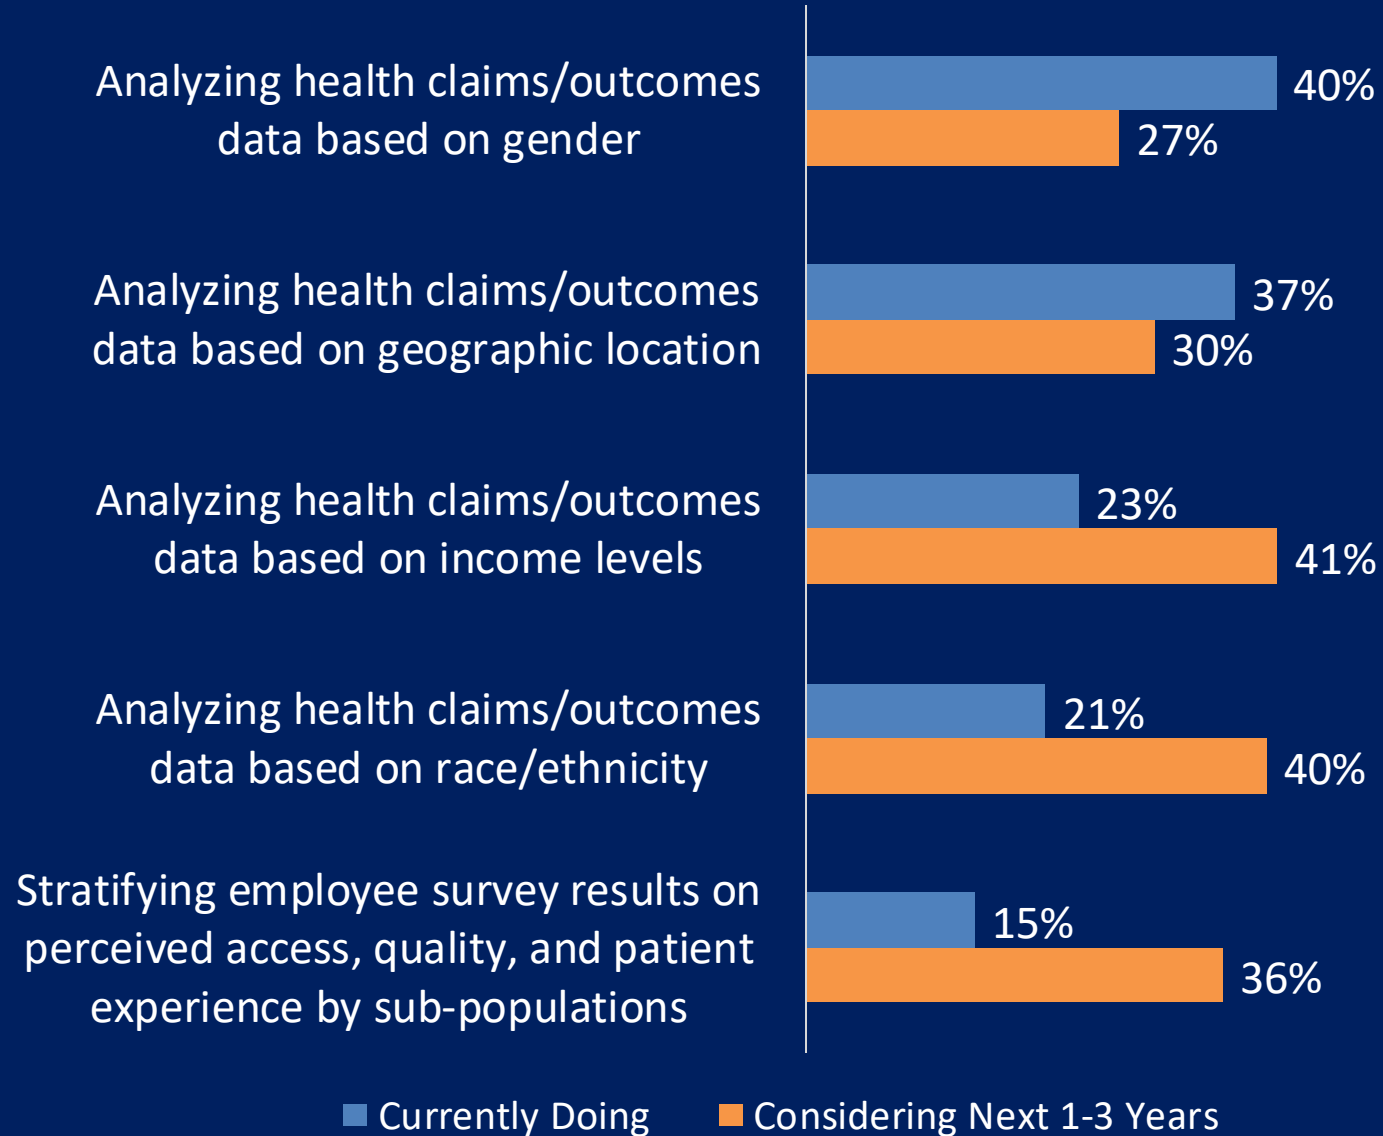 Analyzing health claims/outcomes
data based on gender
40%
27%
Analyzing health claims/outcomes
data based on geographic location
37%
30%
Analyzing health claims/outcomes
data based on income levels
23%
41%
Analyzing health claims/outcomes
data based on race/ethnicity
21%
40%
Stratifying employee survey results on
perceived access, quality, and patient
experience by sub-populations
15%
36%
Currently Doing
Considering Next 1-3 Years